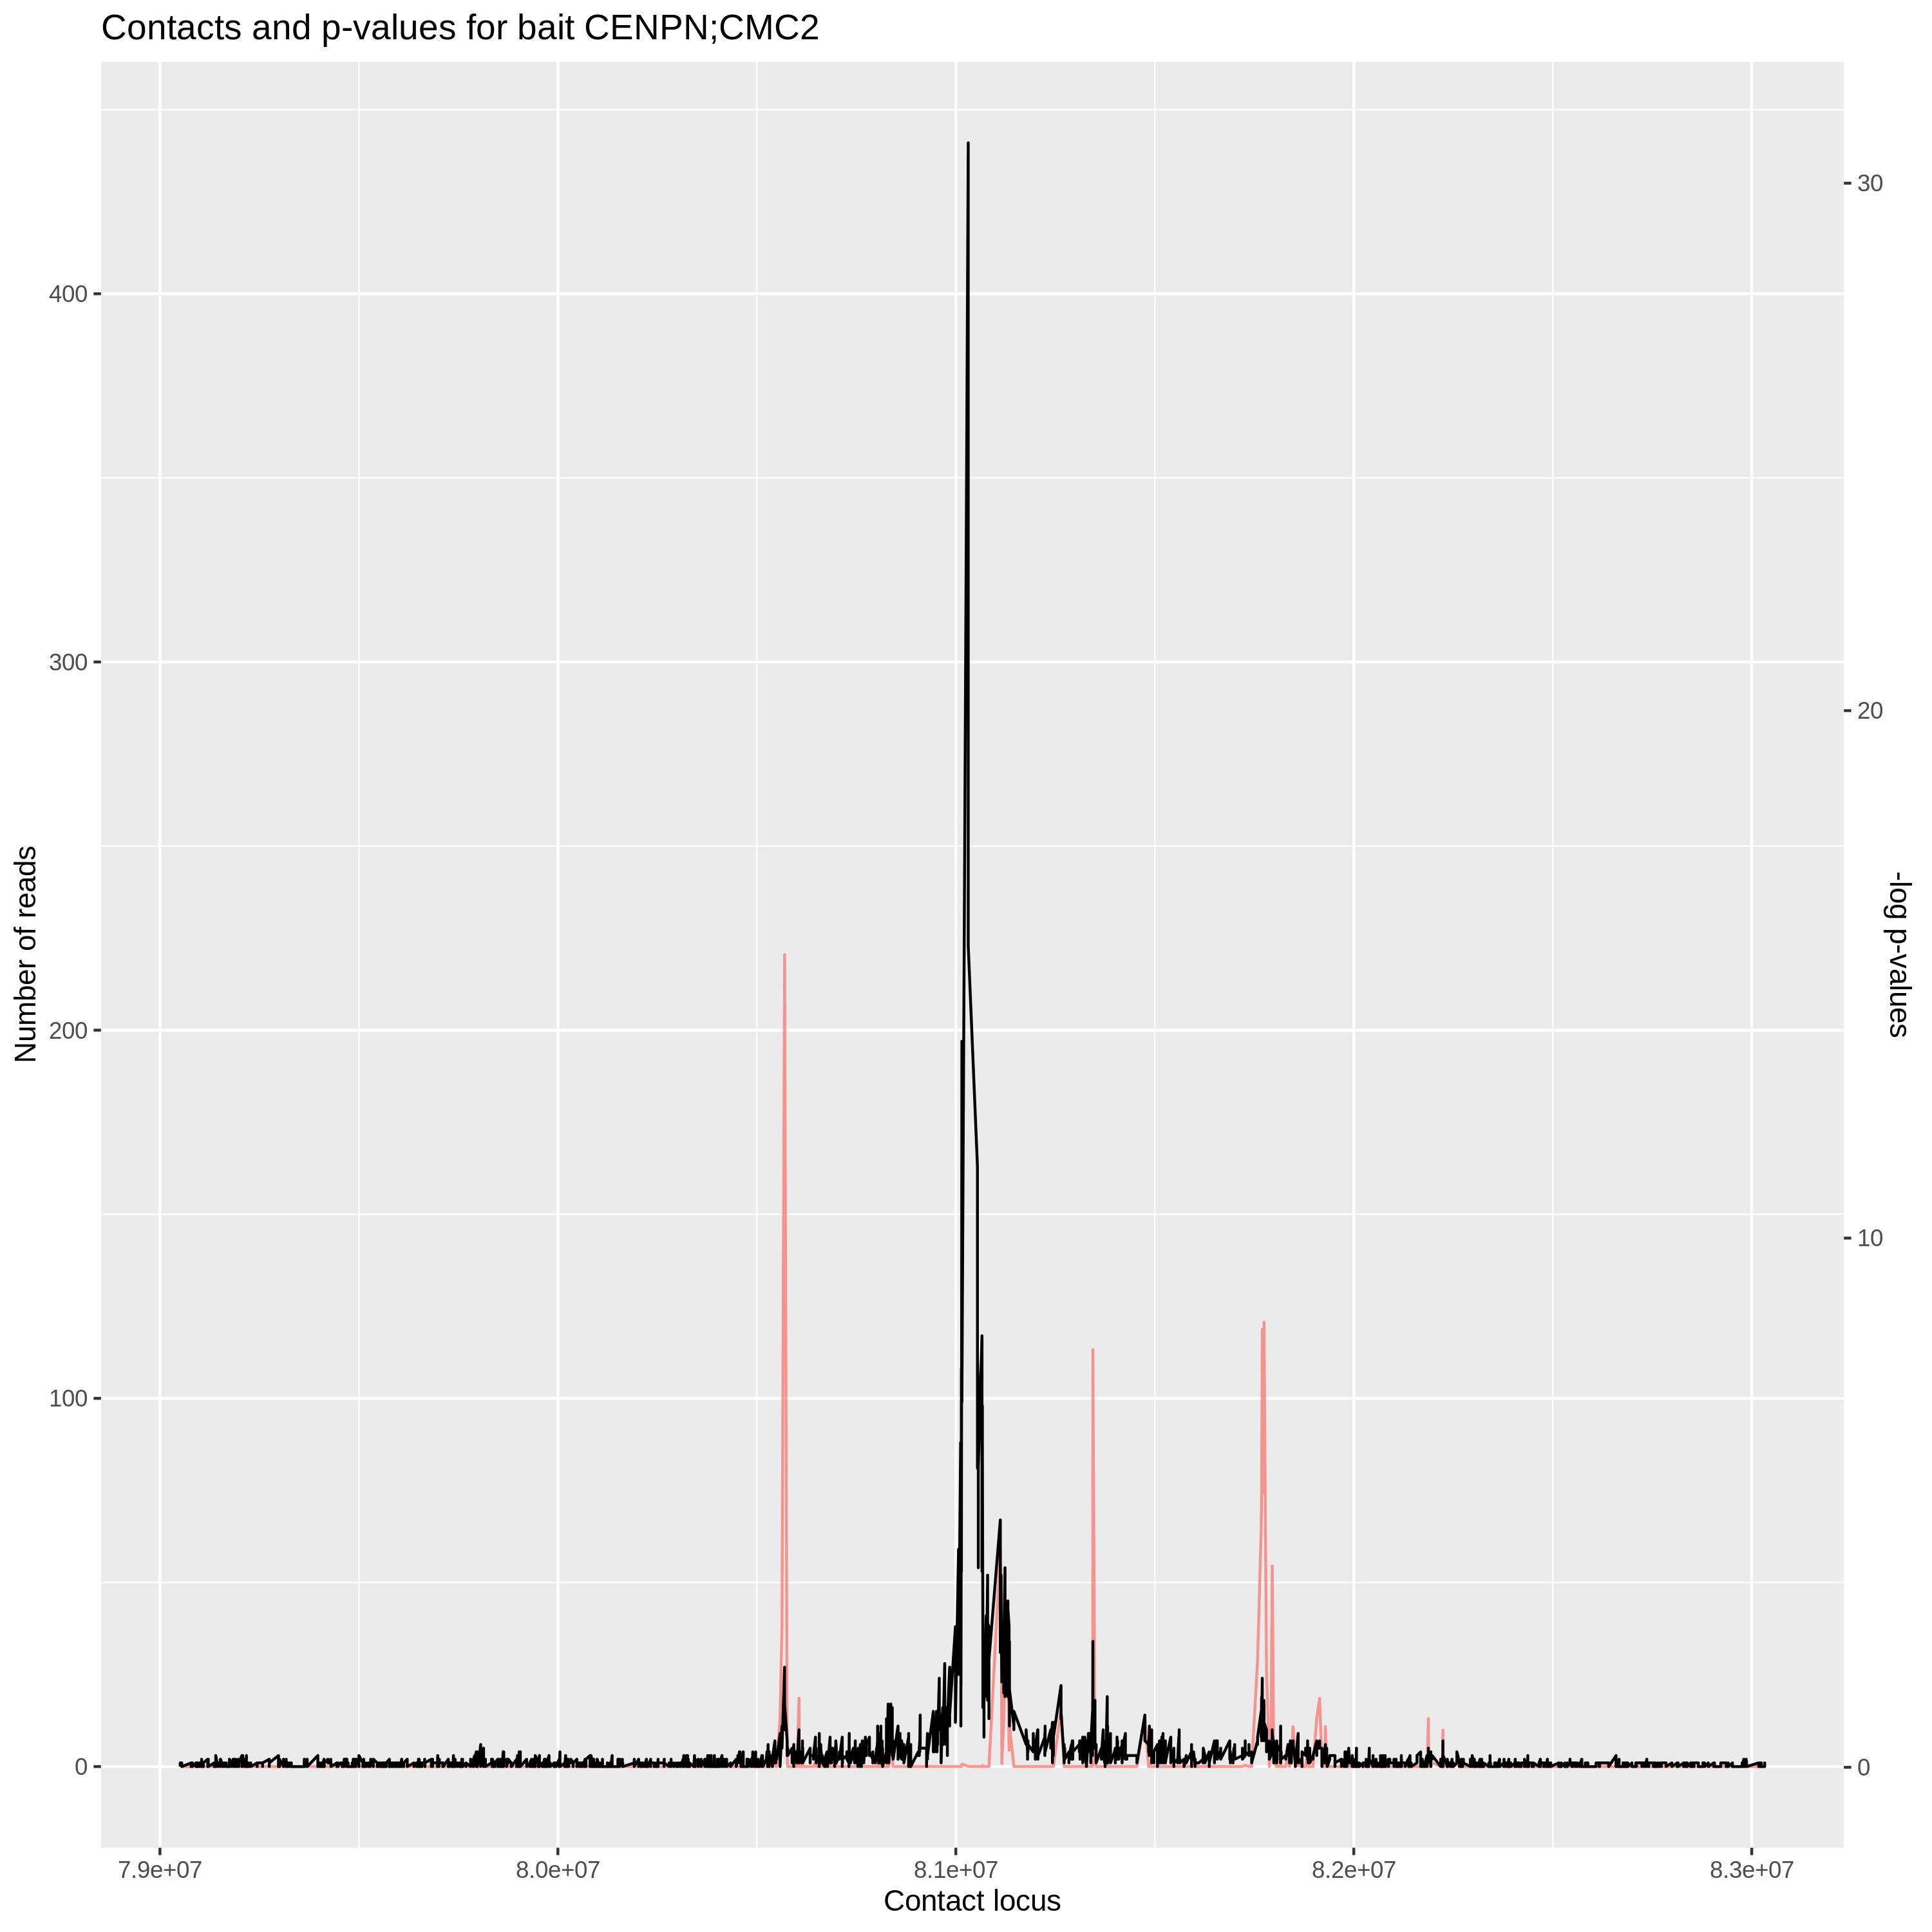 Contacts and p-values for bait CENPN;CMC2
Number of reads
400
300
200
100
0
30
20
10
0
-log p-values
7.9e+07
8.0e+07
8.1e+07
8.2e+07
8.3e+07
Contact locus